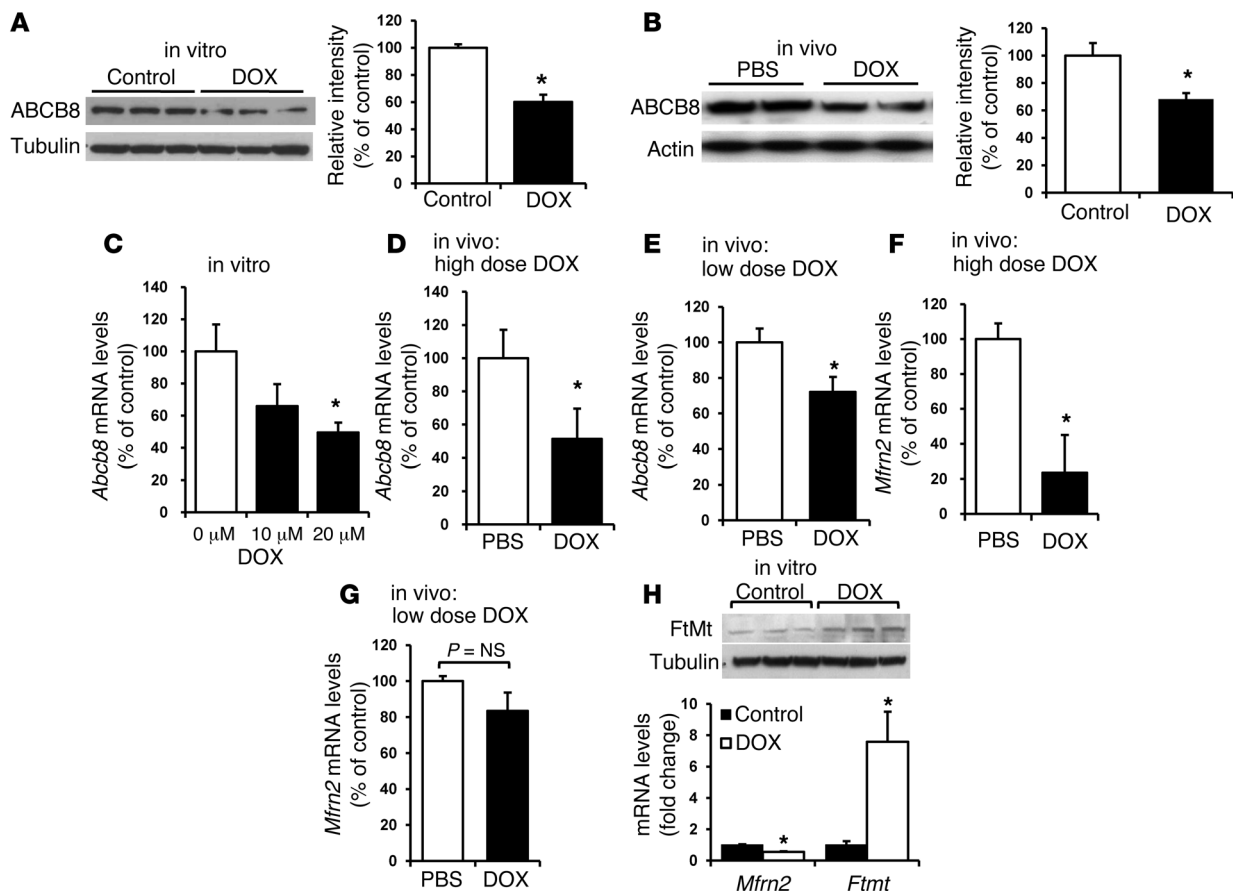 A
in vitro
Control DOX
ABCB8
Tubulin
Relative intensity
(% of control)
120
100
80
60
40
20
0
*
Control DOX
B
in vivo
PBS DOX
ABCB8
Actin
Relative intensity
(% of control)
120
100
80
60
40
20
0
*
Control DOX
C
in vitro
Abcb8 mRNA levels
(% of control)
140
120
100
80
60
40
20
0
*
0 μM 10 μM 20 μM
DOX
D
in vivo:
high dose DOX
Abcb8 mRNA levels
(% of control)
140
120
100
80
60
40
20
0
*
PBS DOX
E
in vivo:
low dose DOX
Abcb8 mRNA levels
(% of control)
120
100
80
60
40
20
0
*
PBS DOX
F
in vivo:
high dose DOX
Mfrn2 mRNA levels
(% of control)
120
100
80
60
40
20
0
*
PBS DOX
G
in vivo:
low dose DOX
Mfrn2 mRNA levels
(% of control)
120
100
80
60
40
20
0
P = NS
PBS DOX
H
in vitro
Control DOX
FtMt
Tubulin
mRNA levels
(fold change)
10
8
6
4
2
0
Control
DOX
*
*
Mfrn2 Ftmt